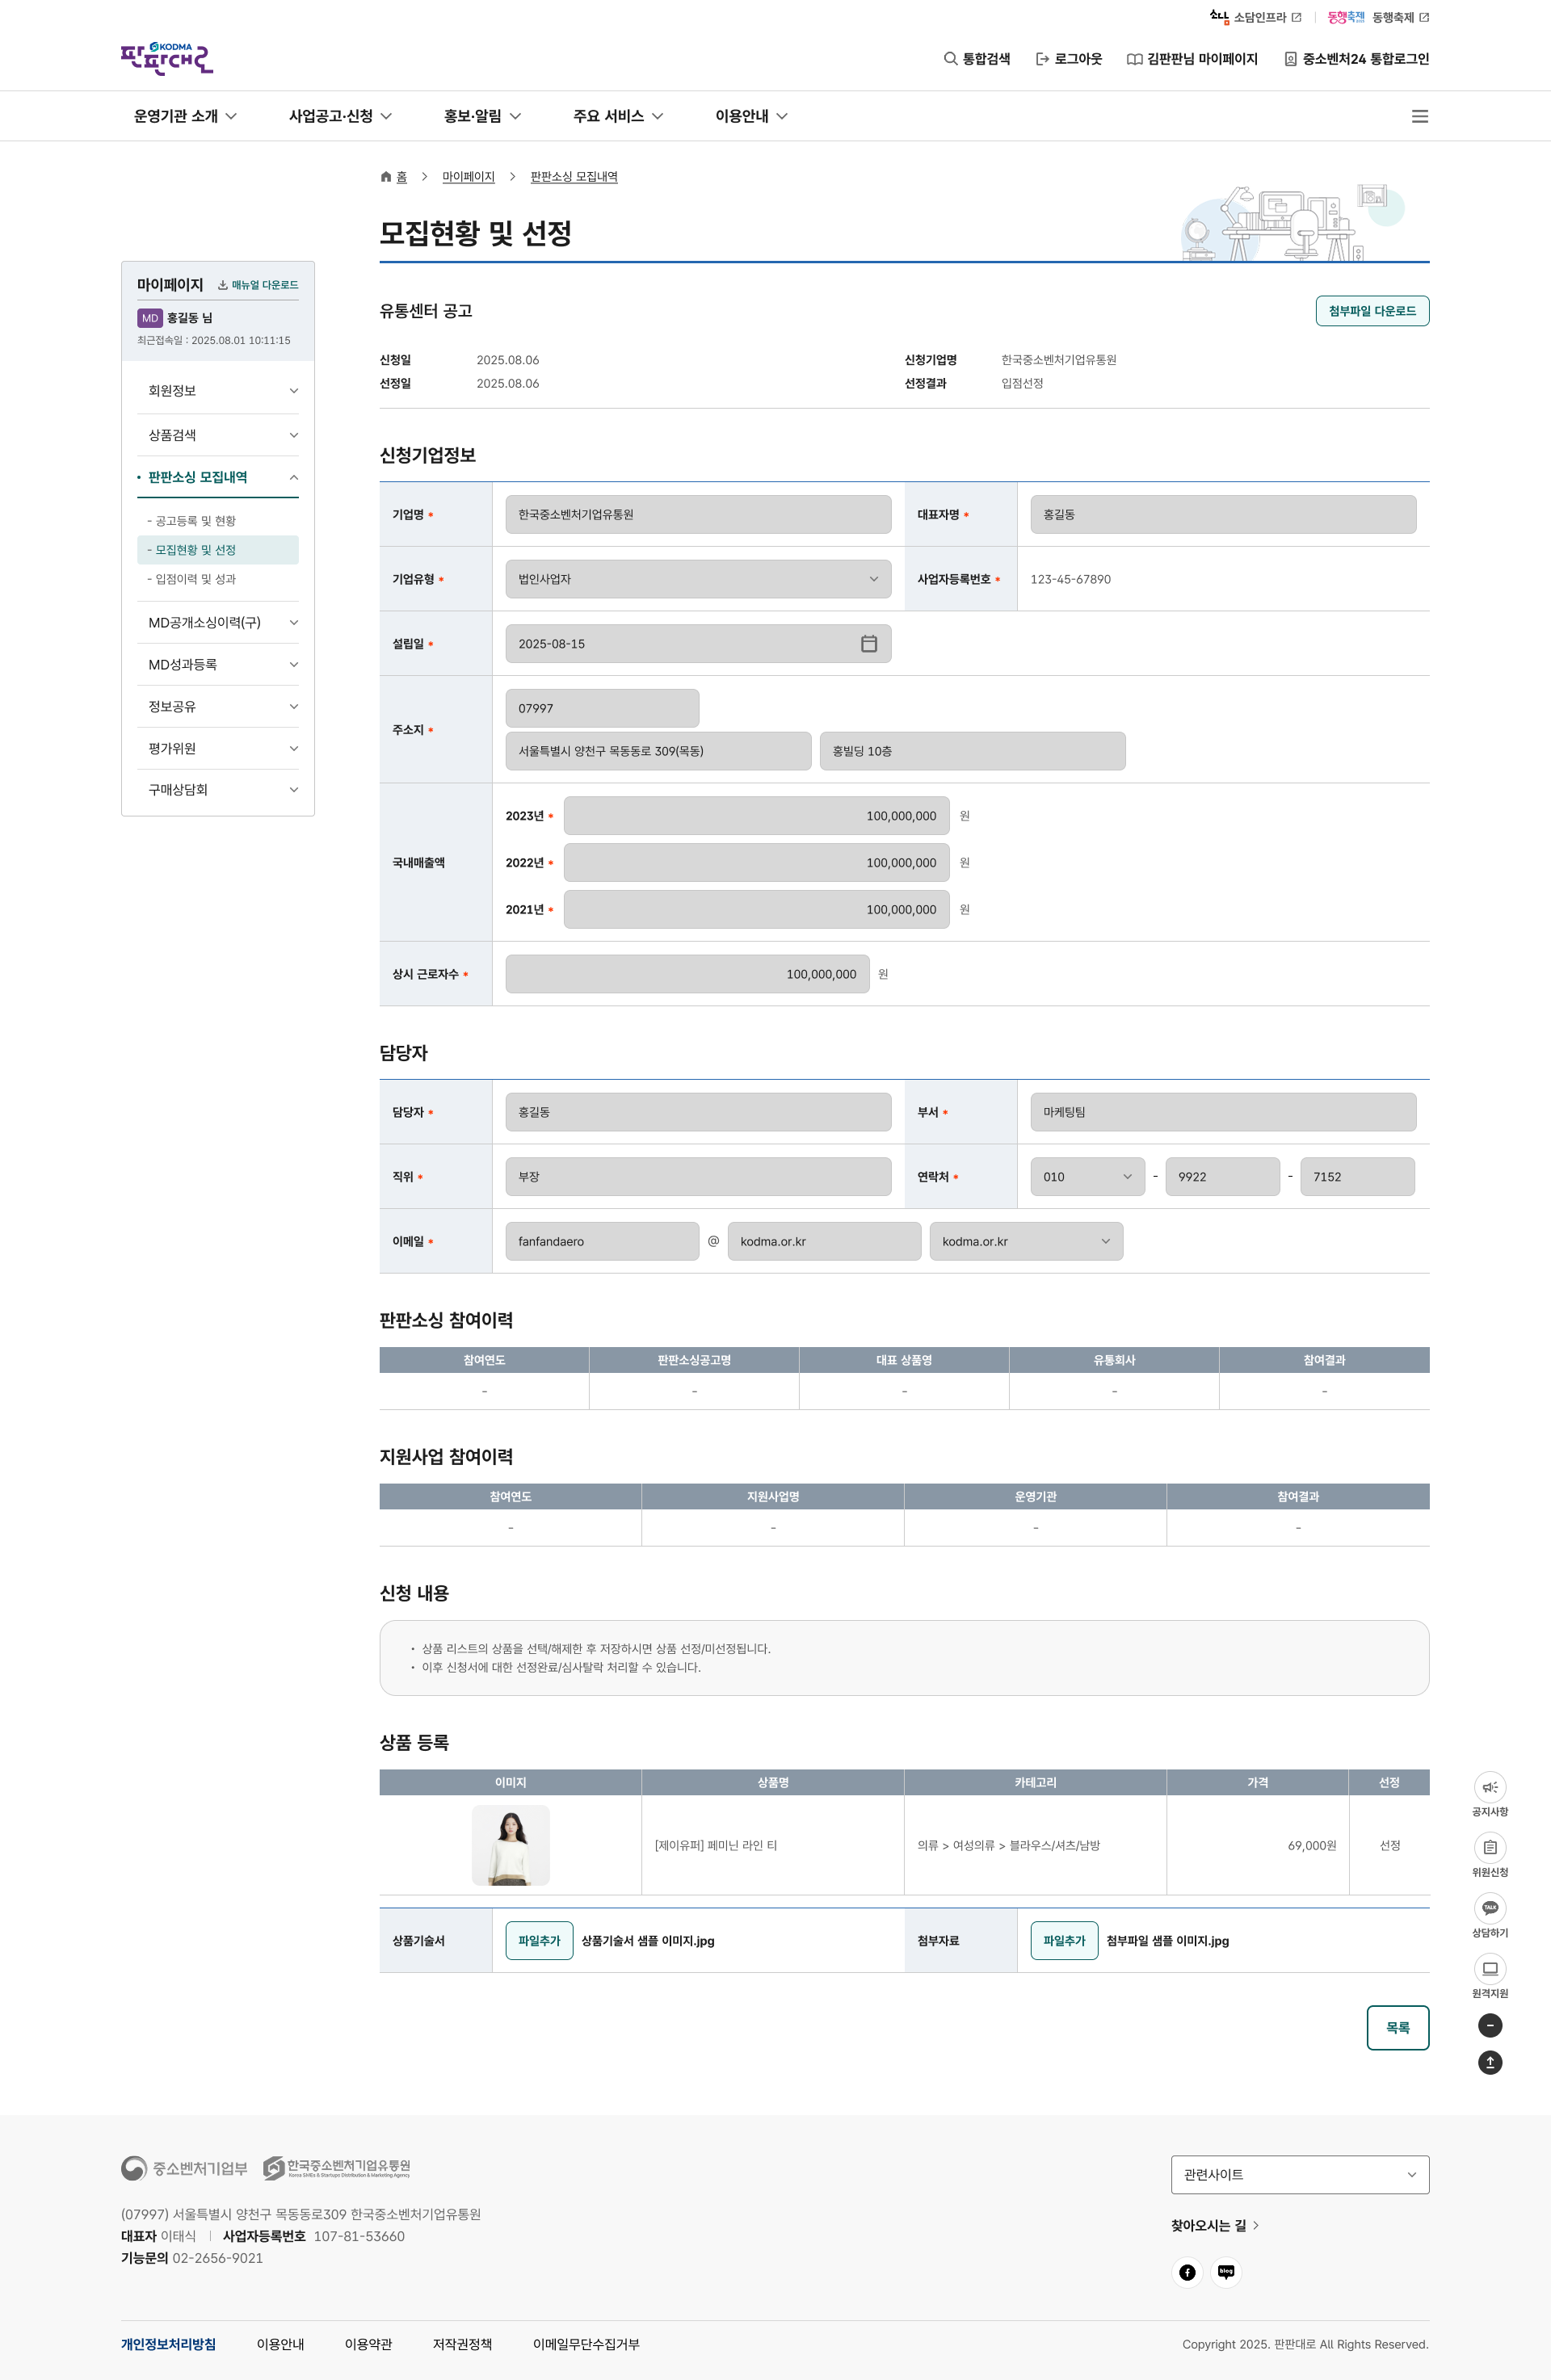 소담 소담인프라 동행축제 동행축제
KODMA
판판대로
통합검색 로그아웃 김판판님 마이페이지 중소벤처24 통합로그인
운영기관 소개 사업공고·신청 홍보·알림 주요 서비스 이용안내
홈 마이페이지 판판소싱 모집내역
모집현황 및 선정
마이페이지 매뉴얼 다운로드
MD 홍길동 님
최근접속일 : 2025.08.01 10:11:15
회원정보
상품검색
판판소싱 모집내역
- 공고등록 및 현황
- 모집현황 및 선정
- 입점이력 및 성과
MD공개소싱이력(구)
MD성과등록
정보공유
평가위원
구매상담회
유통센터 공고 첨부파일 다운로드
신청일 2025.08.06 신청기업명 한국중소벤처기업유통원
선정일 2025.08.06 선정결과 입점선정
신청기업정보
기업명 * 한국중소벤처기업유통원 대표자명 * 홍길동
기업유형 * 법인사업자 사업자등록번호 * 123-45-67890
설립일 * 2025-08-15
주소지 * 07997
서울특별시 양천구 목동동로 309(목동) 홍빌딩 10층
국내매출액
2023년 * 100,000,000 원
2022년 * 100,000,000 원
2021년 * 100,000,000 원
상시 근로자수 * 100,000,000 원
담당자
담당자 * 홍길동 부서 * 마케팅팀
직위 * 부장 연락처 * 010 - 9922 - 7152
이메일 * fanfandaero @ kodma.or.kr kodma.or.kr
판판소싱 참여이력
참여연도 판판소싱공고명 대표 상품명 유통회사 참여결과
- - - - -
지원사업 참여이력
참여연도 지원사업명 운영기관 참여결과
- - - -
신청 내용
• 상품 리스트의 상품을 선택/해제한 후 저장하시면 상품 선정/미선정됩니다.
• 이후 신청서에 대한 선정완료/심사탈락 처리할 수 있습니다.
상품 등록
이미지 상품명 카테고리 가격 선정
[제이유퍼] 페미닌 라인 티 의류 > 여성의류 > 블라우스/셔츠/남방 69,000원 선정
상품기술서 파일추가 상품기술서 샘플 이미지.jpg 첨부자료 파일추가 첨부파일 샘플 이미지.jpg
목록
공지사항
위원신청
TALK
상담하기
원격지원
중소벤처기업부 한국중소벤처기업유통원
Korea SMEs & Startups Distribution & Marketing Agency
(07997) 서울특별시 양천구 목동동로309 한국중소벤처기업유통원
대표자 이태식 사업자등록번호 107-81-53660
기능문의 02-2656-9021
관련사이트
찾아오시는 길
blog
개인정보처리방침 이용안내 이용약관 저작권정책 이메일무단수집거부
Copyright 2025. 판판대로 All Rights Reserved.